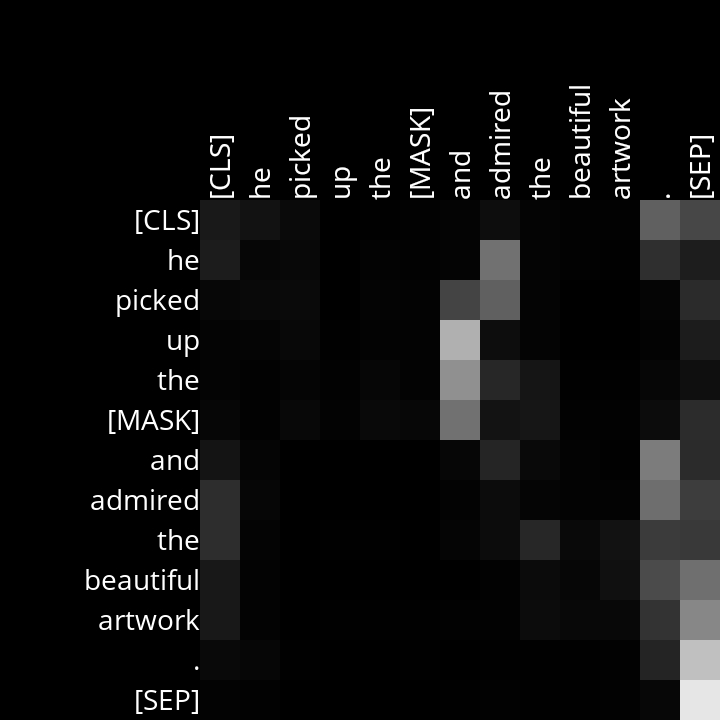 [CLS] he picked up the [MASK] and admired the beautiful artwork . [SEP]
[CLS]
he
picked
up
the
[MASK]
and
admired
the
beautiful
artwork
.
[SEP]